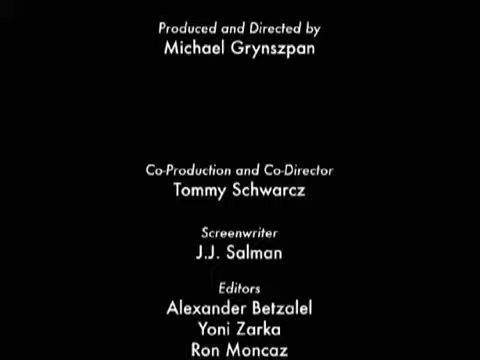 Produced and Directed by
Michael Grynszpan
Co-Production and Co-Director
Tommy Schwarcz
Screenwriter
J.J. Salman
Editors
Alexander Betzalel
Yoni Zarka
Ron Moncaz